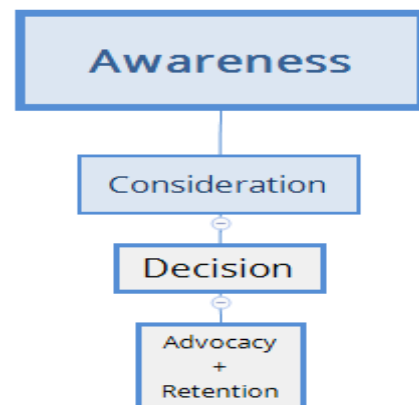 Awareness
Consideration
Decision
Advocacy
+
Retention